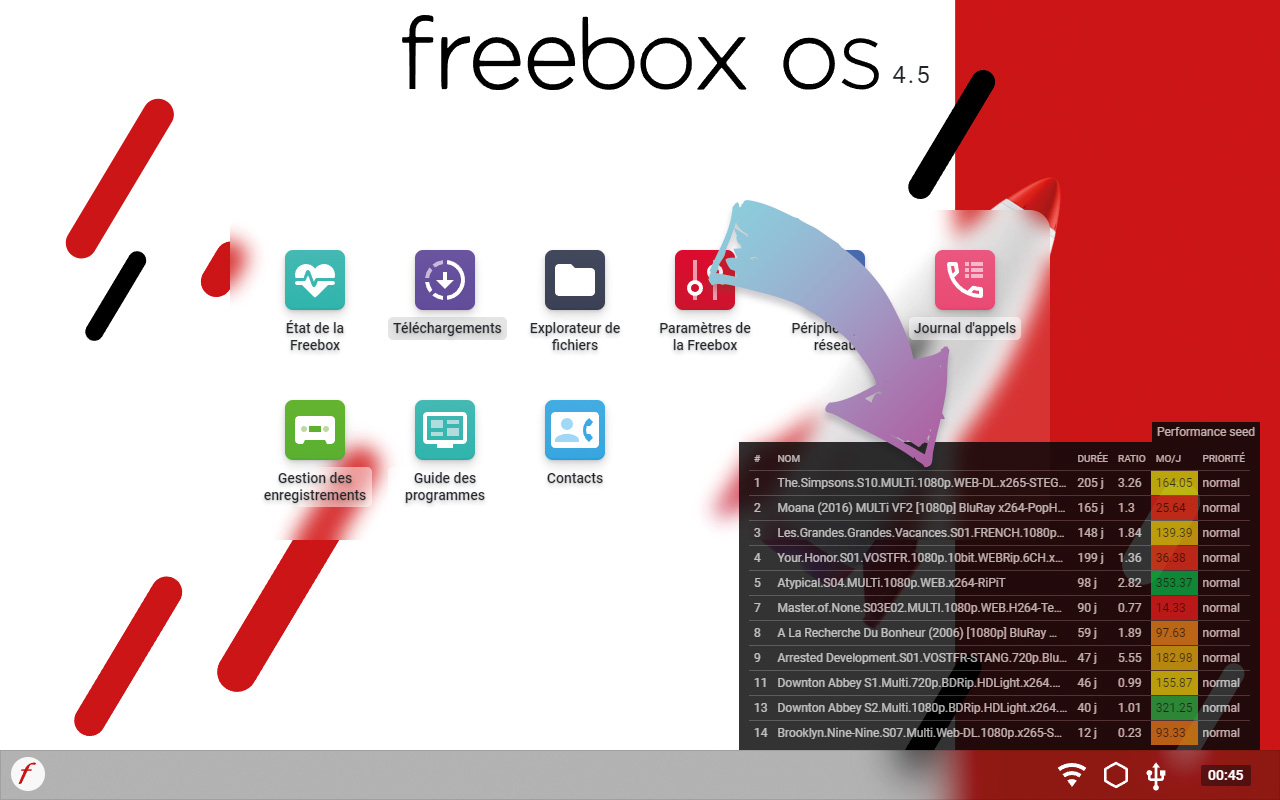 freebox os 4.5
État de la
Freebox
Téléchargements
Explorateur de
fichiers
Paramètres de
la Freebox
Journal d'appels
Gestion des
enregistrements
Guide des
programmes
Contacts
Performance seed
# NOM DURÉE RATIO MO/J PRIORITÉ
1 The.Simpsons.S10.MULTi.1080p.WEB-DL.x265-STEG... 205 j 3.26 164.05 normal
2 Moana (2016) MULTi VF2 [1080p] BluRay x264-PopH... 165 j 1.3 25.64 normal
3 Les.Grandes.Grandes.Vacances.S01.FRENCH.1080p... 148 j 1.84 139.39 normal
4 Your.Honor.S01.VOSTFR.1080p.10bit.WEBRip.6CH.x... 199 j 1.36 36.38 normal
5 Atypical.S04.MULTi.1080p.WEB.x264-RiPiT 98 j 2.82 353.37 normal
7 Master.of.None.S03E02.MULTI.1080p.WEB.H264-Te... 90 j 0.77 14.33 normal
8 A La Recherche Du Bonheur (2006) [1080p] BluRay ... 59 j 1.89 97.63 normal
9 Arrested Development.S01.VOSTFR-STANG.720p.Blu... 47 j 5.55 182.98 normal
11 Downton Abbey S1.Multi.720p.BDRip.HDLight.x264.... 46 j 0.99 155.87 normal
13 Downton Abbey S2.Multi.1080p.BDRip.HDLight.x264.... 40 j 1.01 321.25 normal
14 Brooklyn.Nine-Nine.S07.Multi.Web-DL.1080p.x265-S... 12 j 0.23 93.33 normal
f
00:45